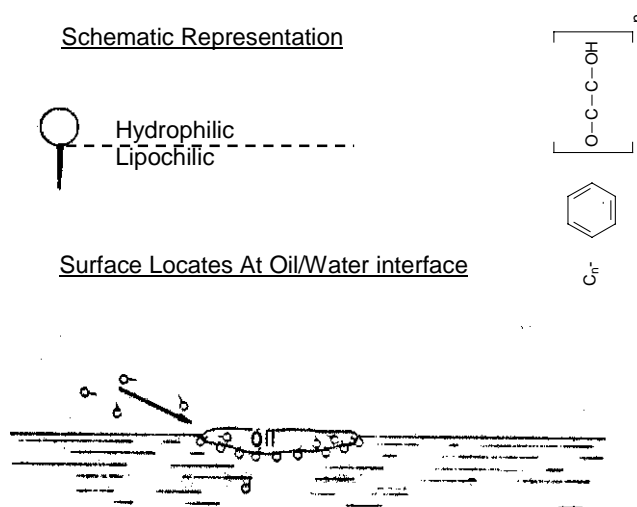 Schematic Representation
Hydrophilic
Lipochilic
Surface Locates At Oil/Water interface
Oil
O–C–C–OH
Cn-